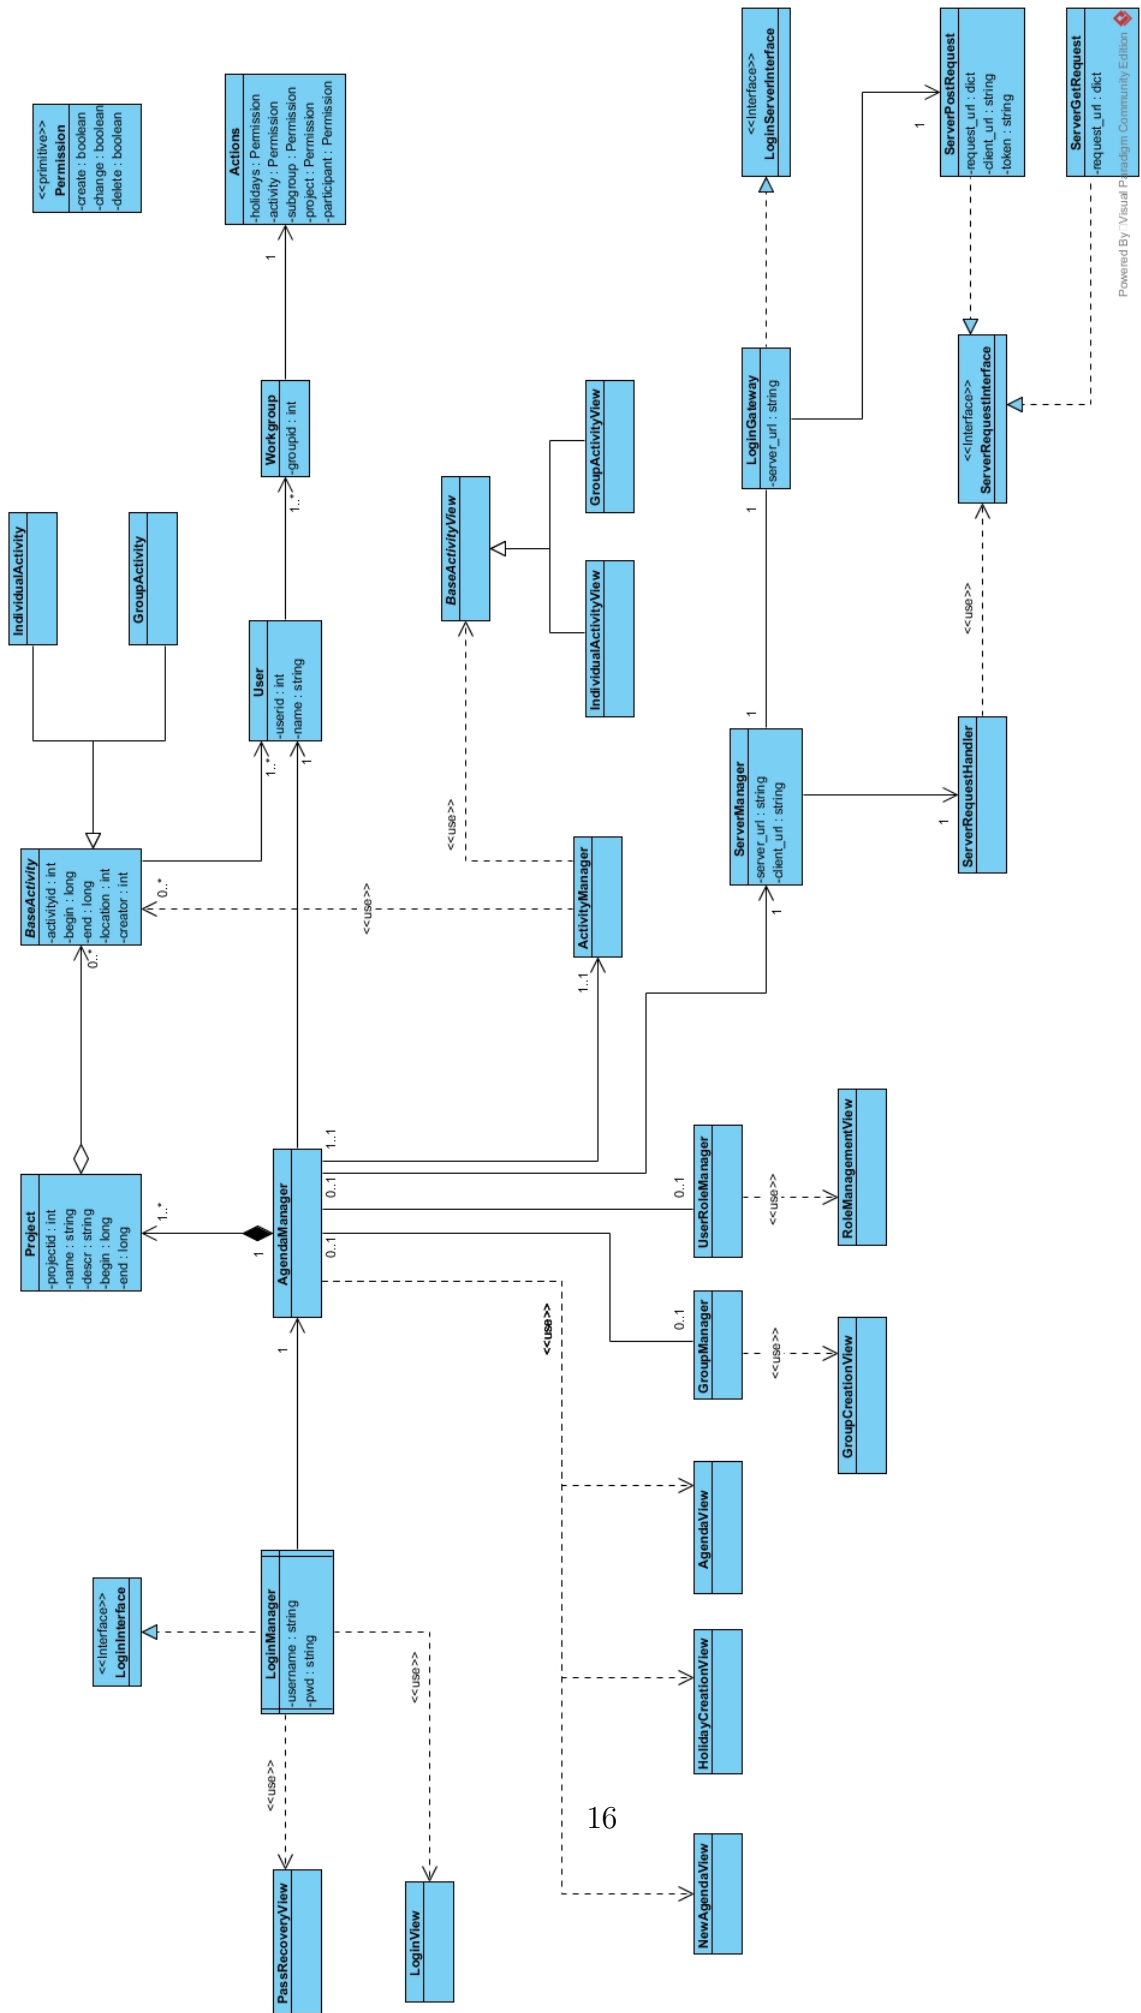 <<Interface>>
LoginInterface
LoginManager
-username : string
-pwd : string
<<use>>
PassRecoveryView
<<use>>
LoginView
1
Project
-projectid : int
-name : string
-descr : string
-begin : long
-end : long
1..*
1
AgendaManager
0..*
BaseActivity
-activityid : int
-begin : long
-end : long
-location : int
-creator : int
0..*
IndividualActivity
GroupActivity
<<primitive>>
Permission
-create : boolean
-change : boolean
-delete : boolean
1..*
1
User
-userid : int
-name : string
1..*
Workgroup
-groupid : int
1
Actions
-holidays : Permission
-activity : Permission
-subgroup : Permission
-project : Permission
-participant : Permission
0..1
0..1
1..1
<<use>>
<<use>>
<<use>>
BaseActivityView
IndividualActivityView
GroupActivityView
1..1
ActivityManager
NewAgendaView
HolidayCreationView
AgendaView
0..1
GroupManager
<<use>>
GroupCreationView
0..1
UserRoleManager
<<use>>
RoleManagementView
1
ServerManager
-server_url : string
-client_url : string
1
1
LoginGateway
-server_url : string
<<Interface>>
LoginServerInterface
1
ServerRequestHandler
<<use>>
<<Interface>>
ServerRequestInterface
1
ServerPostRequest
-request_url : dict
-client_url : string
-token : string
ServerGetRequest
-request_url : dict
Powered By Visual Paradigm Community Edition
16